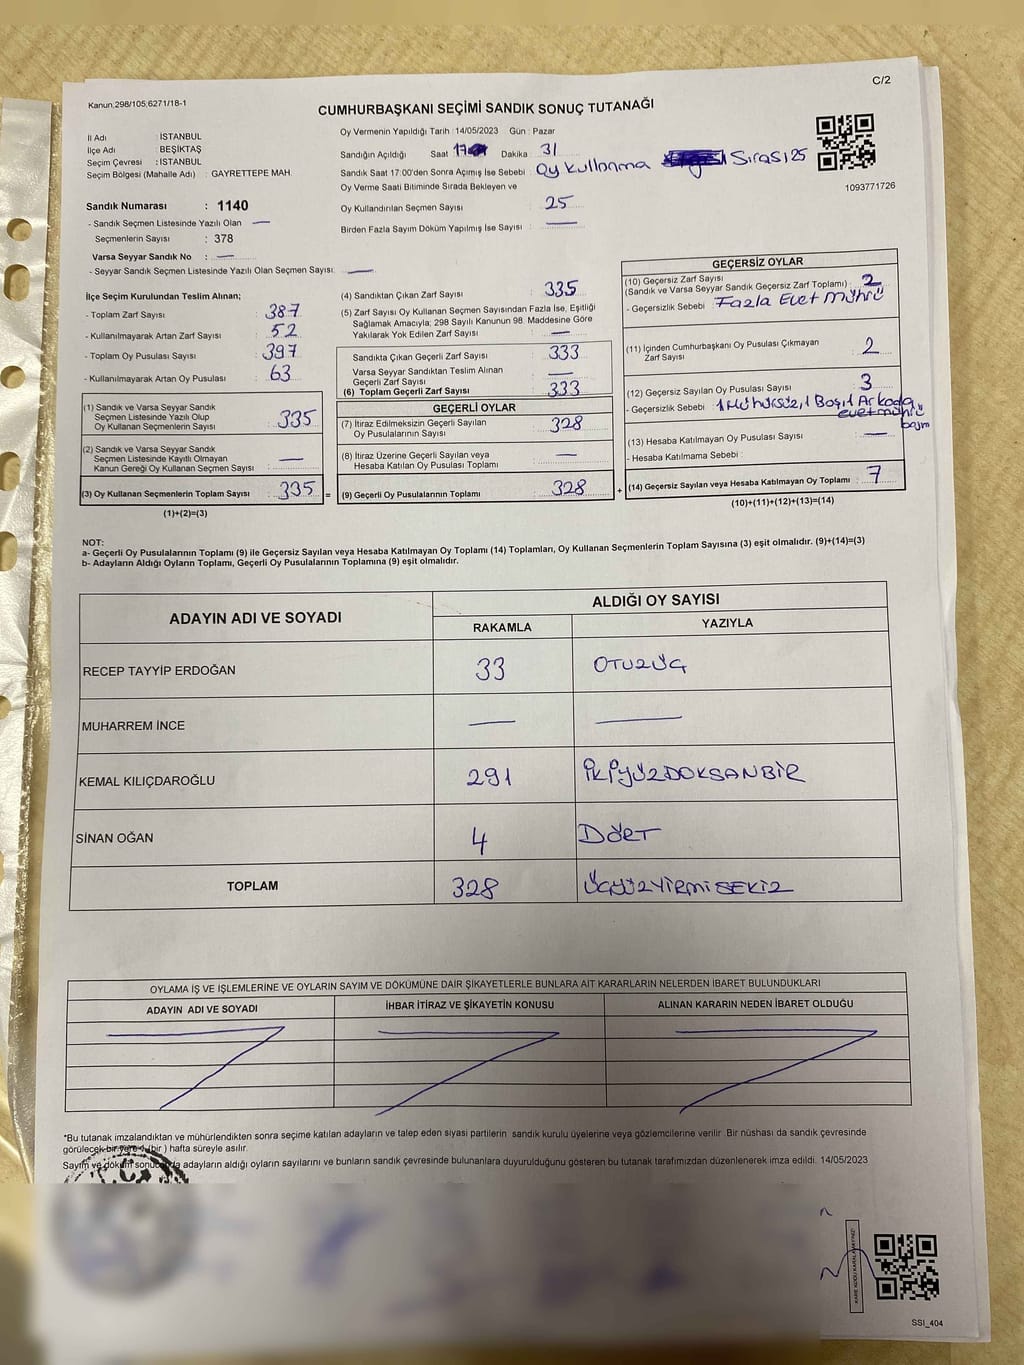 C/2
Kanun,298/105;6271/18-1
CUMHURBAŞKANI SEÇİMİ SANDIK SONUÇ TUTANAĞI
İl Adı : İSTANBUL
İlçe Adı : BEŞİKTAŞ
Seçim Çevresi : İSTANBUL
Seçim Bölgesi (Mahalle Adı) : GAYRETTEPE MAH.
Sandık Numarası : 1140
- Sandık Seçmen Listesinde Yazılı Olan —
Seçmenlerin Sayısı : 378
Varsa Seyyar Sandık No : —
- Seyyar Sandık Seçmen Listesinde Yazılı Olan Seçmen Sayısı: —
Oy Vermenin Yapıldığı Tarih : 14/05/2023 Gün : Pazar
Sandığın Açıldığı Saat 17 Dakika 31
Sandık Saat 17:00'den Sonra Açımış İse Sebebi : Oy kullanma Sırası 25
Oy Verme Saati Bitiminde Sırada Bekleyen ve
Oy Kullandırılan Seçmen Sayısı : 25
Birden Fazla Sayım Döküm Yapılmış İse Sayısı : —
1093771726
İlçe Seçim Kurulundan Teslim Alınan;
- Toplam Zarf Sayısı : 387
- Kullanılmayarak Artan Zarf Sayısı : 52
- Toplam Oy Pusulası Sayısı : 397
- Kullanılmayarak Artan Oy Pusulası : 63
(1) Sandık ve Varsa Seyyar Sandık
Seçmen Listesinde Yazılı Olup
Oy Kullanan Seçmenlerin Sayısı : 335
(2) Sandık ve Varsa Seyyar Sandık
Seçmen Listesinde Kayıtlı Olmayan
Kanun Gereği Oy Kullanan Seçmen Sayısı : —
(3) Oy Kullanan Seçmenlerin Toplam Sayısı : 335 =
(1)+(2)=(3)
(4) Sandıktan Çıkan Zarf Sayısı : 335
(5) Zarf Sayısı Oy Kullanan Seçmen Sayısından Fazla İse, Eşitliği
Sağlamak Amacıyla; 298 Sayılı Kanunun 98. Maddesine Göre
Yakılarak Yok Edilen Zarf Sayısı : —
Sandıkta Çıkan Geçerli Zarf Sayısı : 333
Varsa Seyyar Sandıktan Teslim Alınan
Geçerli Zarf Sayısı : —
(6) Toplam Geçerli Zarf Sayısı : 333
GEÇERLİ OYLAR
(7) İtiraz Edilmeksizin Geçerli Sayılan
Oy Pusulalarının Sayısı : 328
(8) İtiraz Üzerine Geçerli Sayılan veya
Hesaba Katılan Oy Pusulası Toplamı : —
(9) Geçerli Oy Pusulalarının Toplamı : 328 +
GEÇERSİZ OYLAR
(10) Geçersiz Zarf Sayısı
(Sandık ve Varsa Seyyar Sandık Geçersiz Zarf Toplamı) : 2
- Geçersizlik Sebebi : Fazla Evet Mührü
(11) İçinden Cumhurbaşkanı Oy Pusulası Çıkmayan
Zarf Sayısı : 2
(12) Geçersiz Sayılan Oy Pusulası Sayısı : 3
- Geçersizlik Sebebi : 1 Mühürsüz, 1 Boş, 1 Arkada
evet mührü
(13) Hesaba Katılmayan Oy Pusulası Sayısı : —
- Hesaba Katılmama Sebebi :
(14) Geçersiz Sayılan veya Hesaba Katılmayan Oy Toplamı : 7
(10)+(11)+(12)+(13)=(14)
NOT:
a- Geçerli Oy Pusulalarının Toplamı (9) ile Geçersiz Sayılan veya Hesaba Katılmayan Oy Toplamı (14) Toplamları, Oy Kullanan Seçmenlerin Toplam Sayısına (3) eşit olmalıdır. (9)+(14)=(3)
b- Adayların Aldığı Oyların Toplamı, Geçerli Oy Pusulalarının Toplamına (9) eşit olmalıdır.
ADAYIN ADI VE SOYADI
ALDIĞI OY SAYISI
RAKAMLA YAZIYLA
RECEP TAYYİP ERDOĞAN 33 OTUZÜÇ
MUHARREM İNCE — —
KEMAL KILIÇDAROĞLU 291 İKİYÜZDOKSANBİR
SİNAN OĞAN 4 DÖRT
TOPLAM 328 ÜÇYÜZYİRMİSEKİZ
OYLAMA İŞ VE İŞLEMLERİNE VE OYLARIN SAYIM VE DÖKÜMÜNE DAİR ŞİKAYETLERLE BUNLARA AİT KARARLARIN NELERDEN İBARET BULUNDUKLARI
ADAYIN ADI VE SOYADI İHBAR İTİRAZ VE ŞİKAYETİN KONUSU ALINAN KARARIN NEDEN İBARET OLDUĞU
*Bu tutanak imzalandıktan ve mühürlendikten sonra seçime katılan adayların ve talep eden siyasi partilerin sandık kurulu üyelerine veya gözlemcilerine verilir. Bir nüshası da sandık çevresinde
görülecek bir yere 1 (bir ) hafta süreyle asılır.
Sayım ve döküm sonucunda adayların aldığı oyların sayılarını ve bunların sandık çevresinde bulunanlara duyurulduğunu gösteren bu tutanak tarafımızdan düzenlenerek imza edildi. 14/05/2023
T.C.
SSI_404